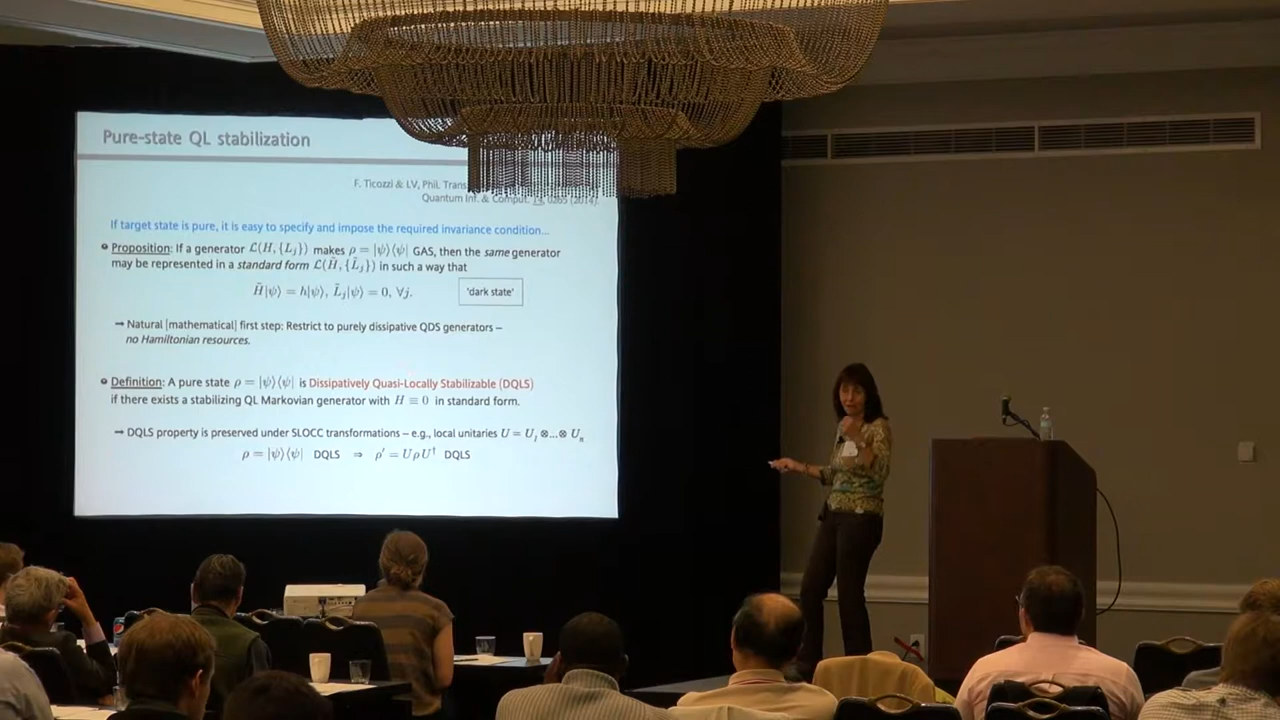 Pure-state QL stabilization
F. Ticozzi & LV, Phil. Trans
Quantum Inf. & Comput. 14, 0265 (2014).
If target state is pure, it is easy to specify and impose the required invariance condition...
Proposition: If a generator ℒ(H, {L_j}) makes ρ = |ψ⟩⟨ψ| GAS, then the same generator
may be represented in a standard form ℒ(H̃, {L̃_j}) in such a way that
H̃|ψ⟩ = h|ψ⟩, L̃_j|ψ⟩ = 0, ∀j.
'dark state'
→ Natural [mathematical] first step: Restrict to purely dissipative QDS generators –
no Hamiltonian resources.
Definition: A pure state ρ = |ψ⟩⟨ψ| is Dissipatively Quasi-Locally Stabilizable (DQLS)
if there exists a stabilizing QL Markovian generator with H ≡ 0 in standard form.
→ DQLS property is preserved under SLOCC transformations – e.g., local unitaries U = U_1 ⊗...⊗ U_n
ρ = |ψ⟩⟨ψ| DQLS ⇒ ρ′ = UρU† DQLS